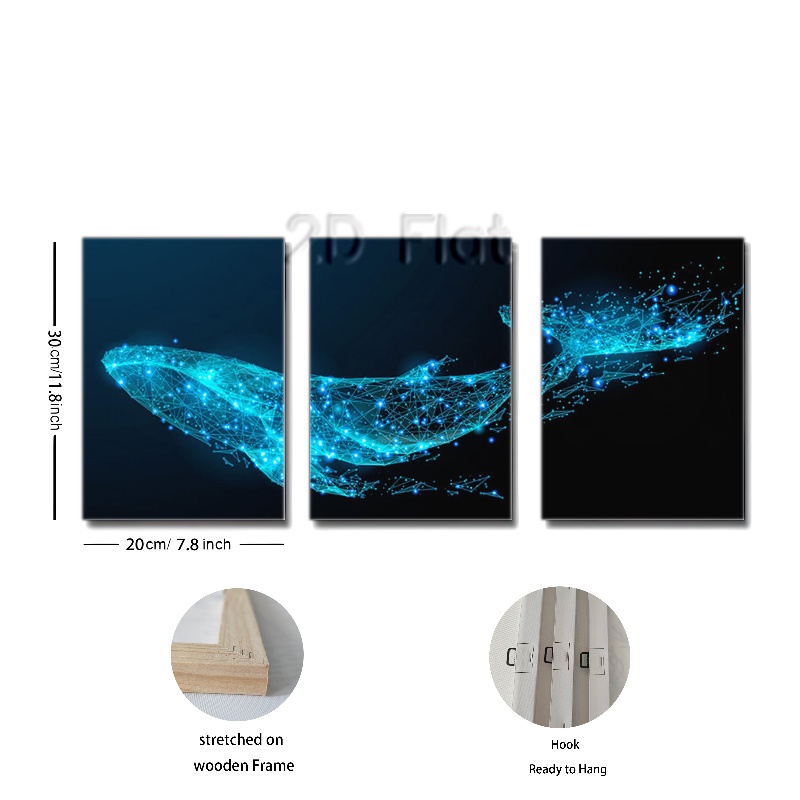 2D Flat
30cm/11.8inch
20cm/ 7.8 inch
stretched on
wooden Frame
Hook
Ready to Hang